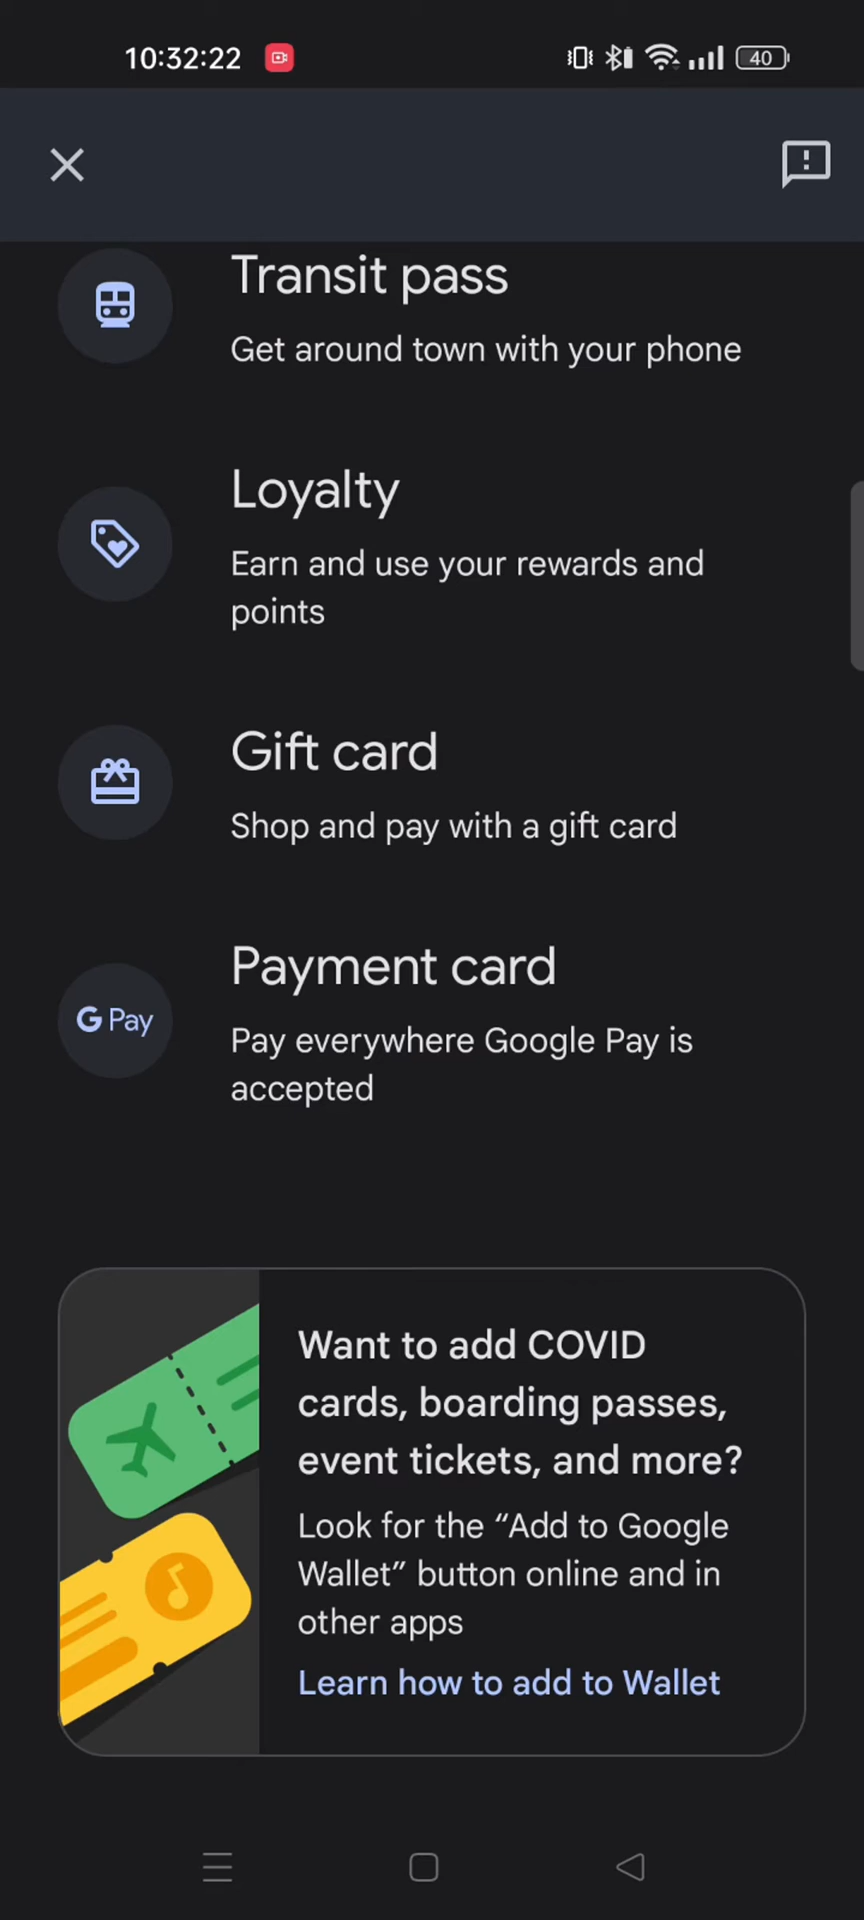 10:32:22
40
Transit pass
Get around town with your phone
Loyalty
Earn and use your rewards and
points
Gift card
Shop and pay with a gift card
Payment card
G Pay
Pay everywhere Google Pay is
accepted
Want to add COVID
cards, boarding passes,
event tickets, and more?
Look for the “Add to Google
Wallet” button online and in
other apps
Learn how to add to Wallet